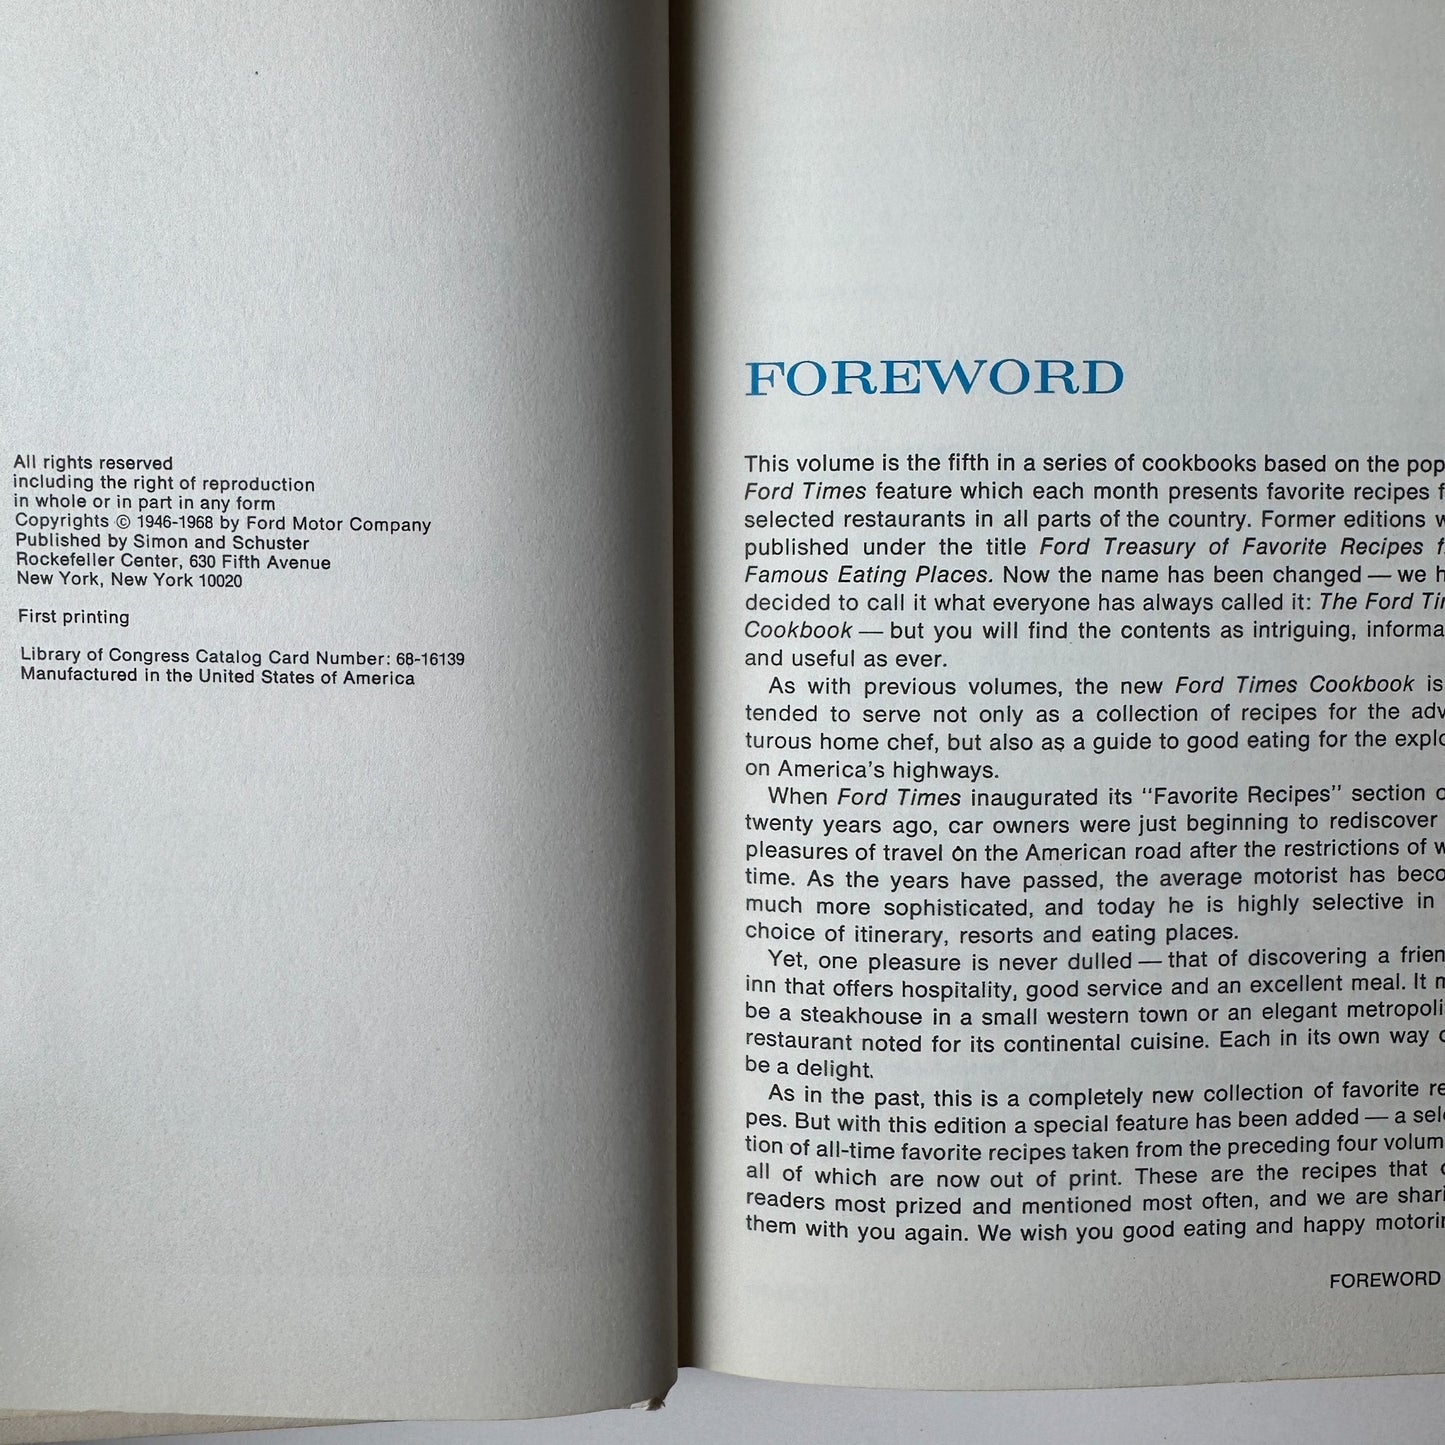 All rights reserved
including the right of reproduction
in whole or in part in any form
Copyrights © 1946-1968 by Ford Motor Company
Published by Simon and Schuster
Rockefeller Center, 630 Fifth Avenue
New York, New York 10020
First printing
Library of Congress Catalog Card Number: 68-16139
Manufactured in the United States of America
FOREWORD
This volume is the fifth in a series of cookbooks based on the pop
Ford Times feature which each month presents favorite recipes f
selected restaurants in all parts of the country. Former editions w
published under the title Ford Treasury of Favorite Recipes f
Famous Eating Places. Now the name has been changed — we h
decided to call it what everyone has always called it: The Ford Tim
Cookbook — but you will find the contents as intriguing, informa
and useful as ever.
As with previous volumes, the new Ford Times Cookbook is
tended to serve not only as a collection of recipes for the adv
turous home chef, but also as a guide to good eating for the explo
on America's highways.
When Ford Times inaugurated its "Favorite Recipes" section o
twenty years ago, car owners were just beginning to rediscover
pleasures of travel on the American road after the restrictions of w
time. As the years have passed, the average motorist has beco
much more sophisticated, and today he is highly selective in
choice of itinerary, resorts and eating places.
Yet, one pleasure is never dulled — that of discovering a frien
inn that offers hospitality, good service and an excellent meal. It m
be a steakhouse in a small western town or an elegant metropoli
restaurant noted for its continental cuisine. Each in its own way c
be a delight.
As in the past, this is a completely new collection of favorite re
pes. But with this edition a special feature has been added — a sele
tion of all-time favorite recipes taken from the preceding four volum
all of which are now out of print. These are the recipes that o
readers most prized and mentioned most often, and we are shari
them with you again. We wish you good eating and happy motorin
FOREWORD